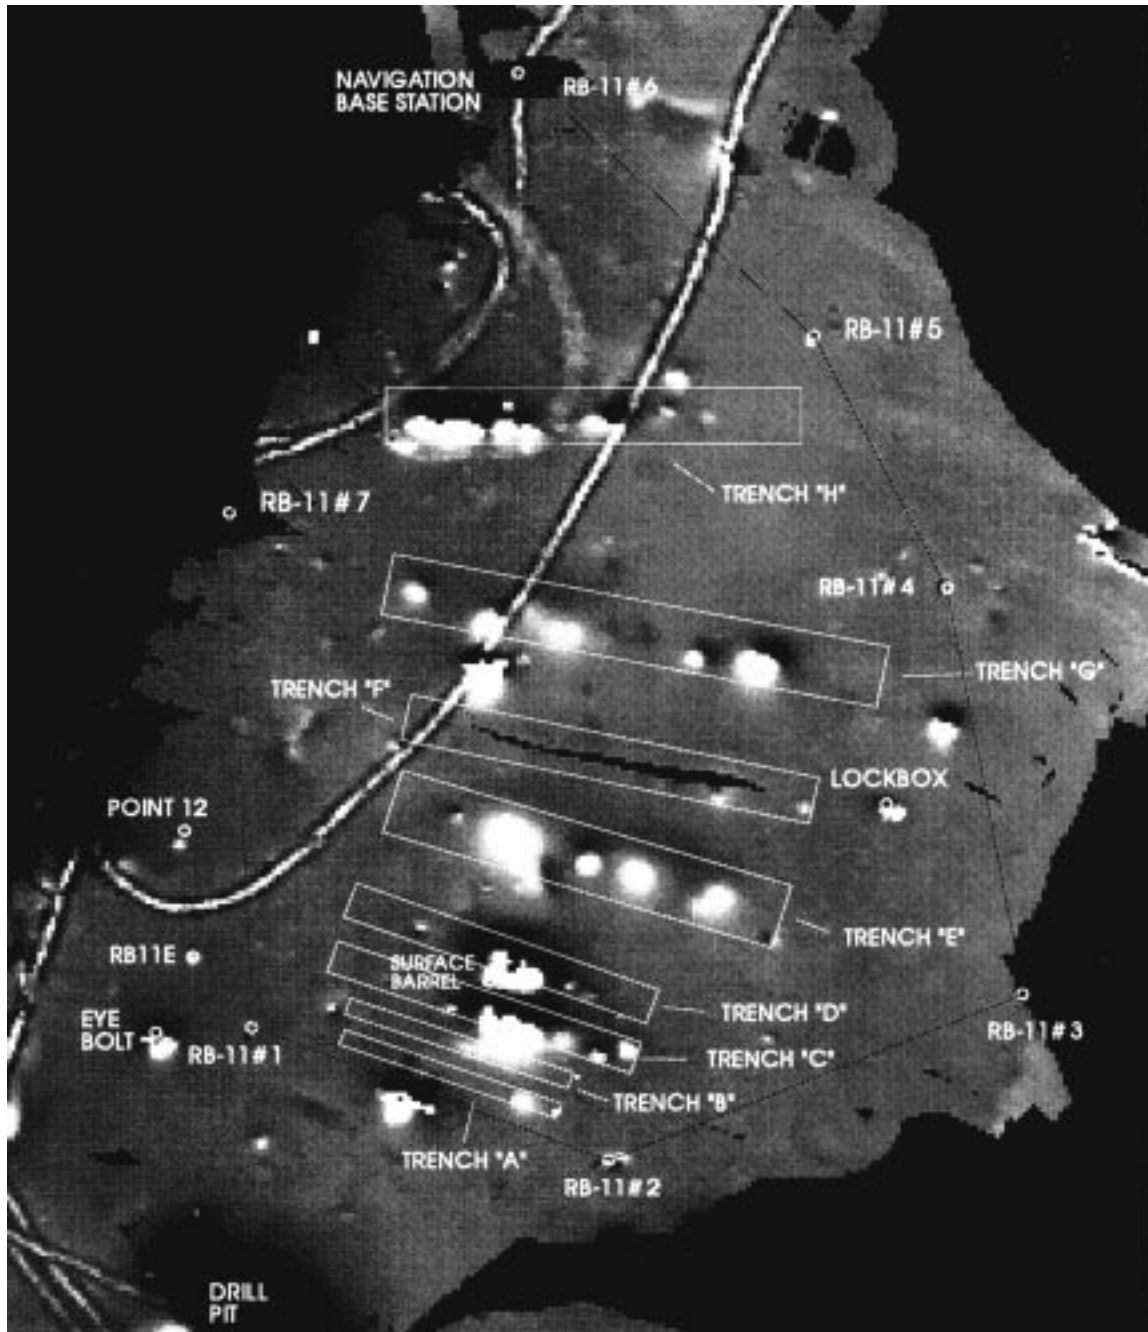 NAVIGATION
BASE STATION
RB-11#6
RB-11#5
TRENCH "H"
RB-11#7
RB-11#4
TRENCH "G"
TRENCH "F"
LOCKBOX
POINT 12
TRENCH "E"
RB11E
SURFACE
BARREL
TRENCH "D"
RB-11#3
EYE
BOLT
RB-11#1
TRENCH "C"
TRENCH "B"
TRENCH "A"
RB-11#2
DRILL
PIT